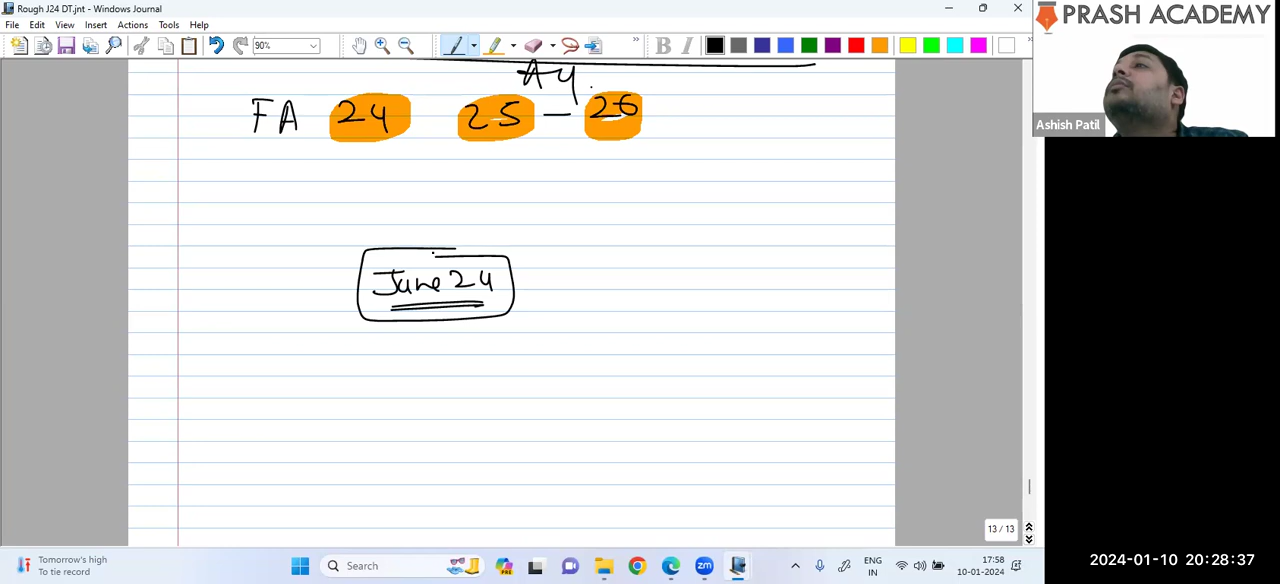 Rough J24 DT.jnt - Windows Journal
File Edit View Insert Actions Tools Help
90%
PRASH ACADEMY
Ashish Patil
AY.
FA 24 25 - 26
June 24
13 / 13
Tomorrow's high
To tie record
Search
ENG
IN
17:58
10-01-2024
2024-01-10 20:28:37